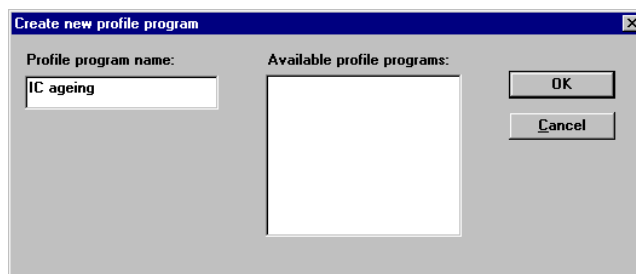 Create new profile program
Profile program name:
IC ageing
Available profile programs:
OK
Cancel